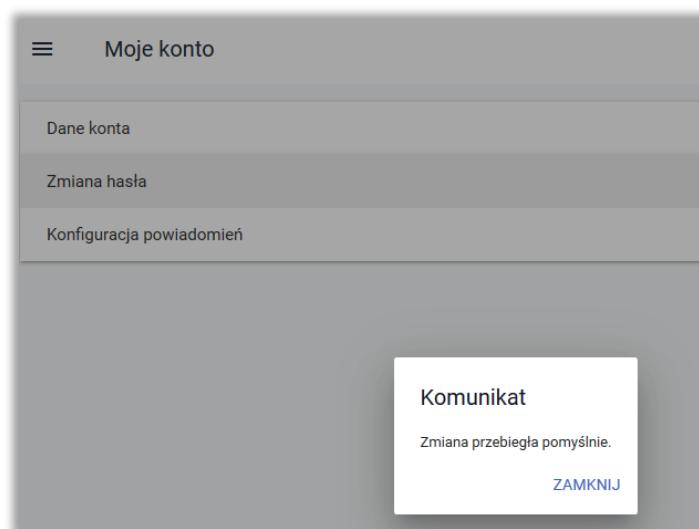 Moje konto
Dane konta
Zmiana hasła
Konfiguracja powiadomień
Komunikat
Zmiana przebiegła pomyślnie.
ZAMKNIJ